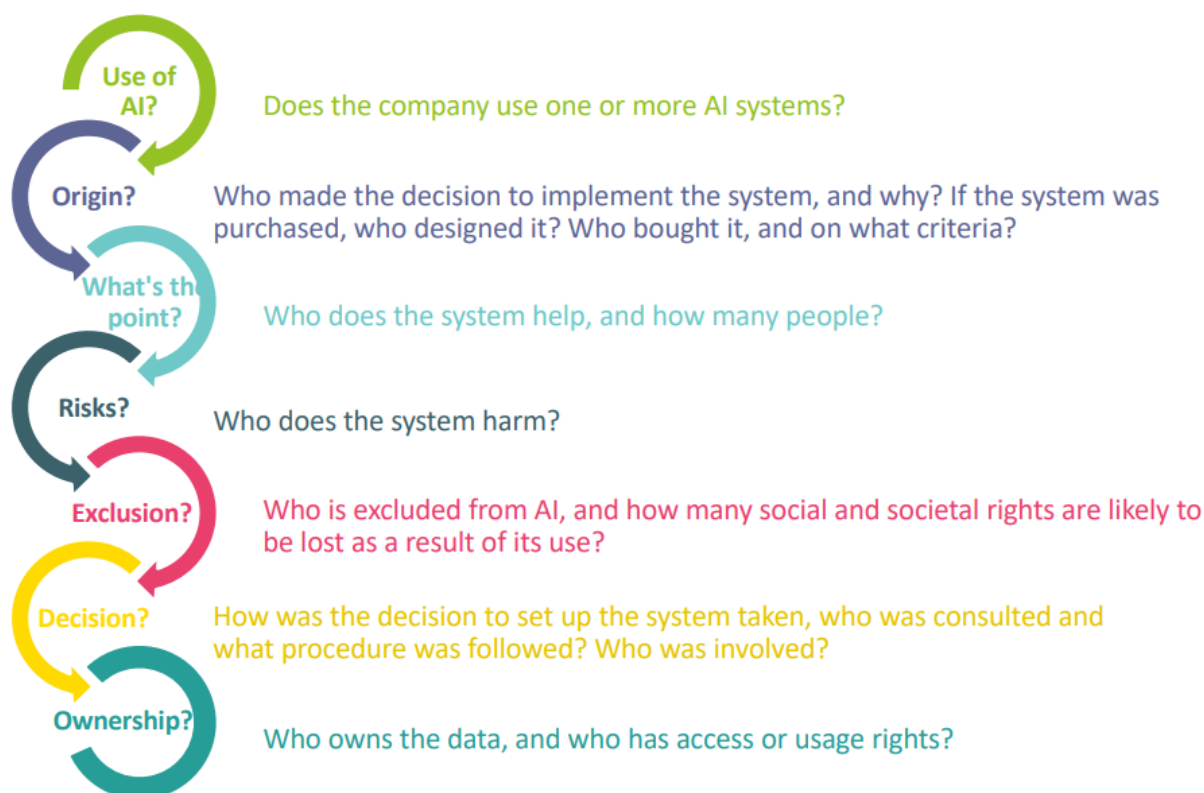 Use of
AI?
Does the company use one or more AI systems?
Origin?
Who made the decision to implement the system, and why? If the system was
purchased, who designed it? Who bought it, and on what criteria?
What's the
point?
Who does the system help, and how many people?
Risks?
Who does the system harm?
Exclusion?
Who is excluded from AI, and how many social and societal rights are likely to
be lost as a result of its use?
Decision?
How was the decision to set up the system taken, who was consulted and
what procedure was followed? Who was involved?
Ownership?
Who owns the data, and who has access or usage rights?